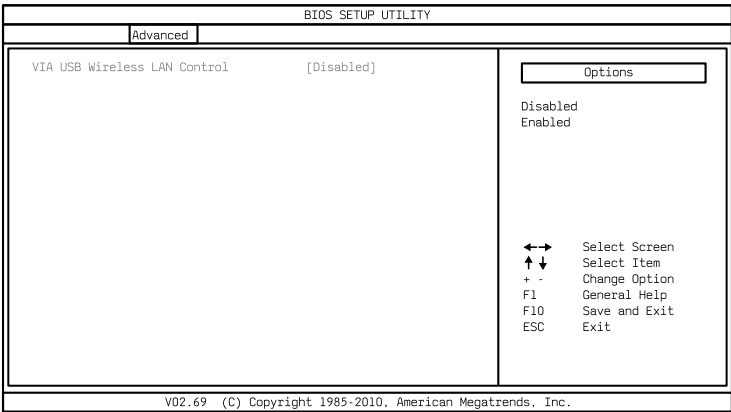 BIOS SETUP UTILITY
Advanced
VIA USB Wireless LAN Control [Disabled]
Options
Disabled
Enabled
←→ Select Screen
↑↓ Select Item
+ - Change Option
F1 General Help
F10 Save and Exit
ESC Exit
V02.69 (C) Copyright 1985-2010, American Megatrends, Inc.